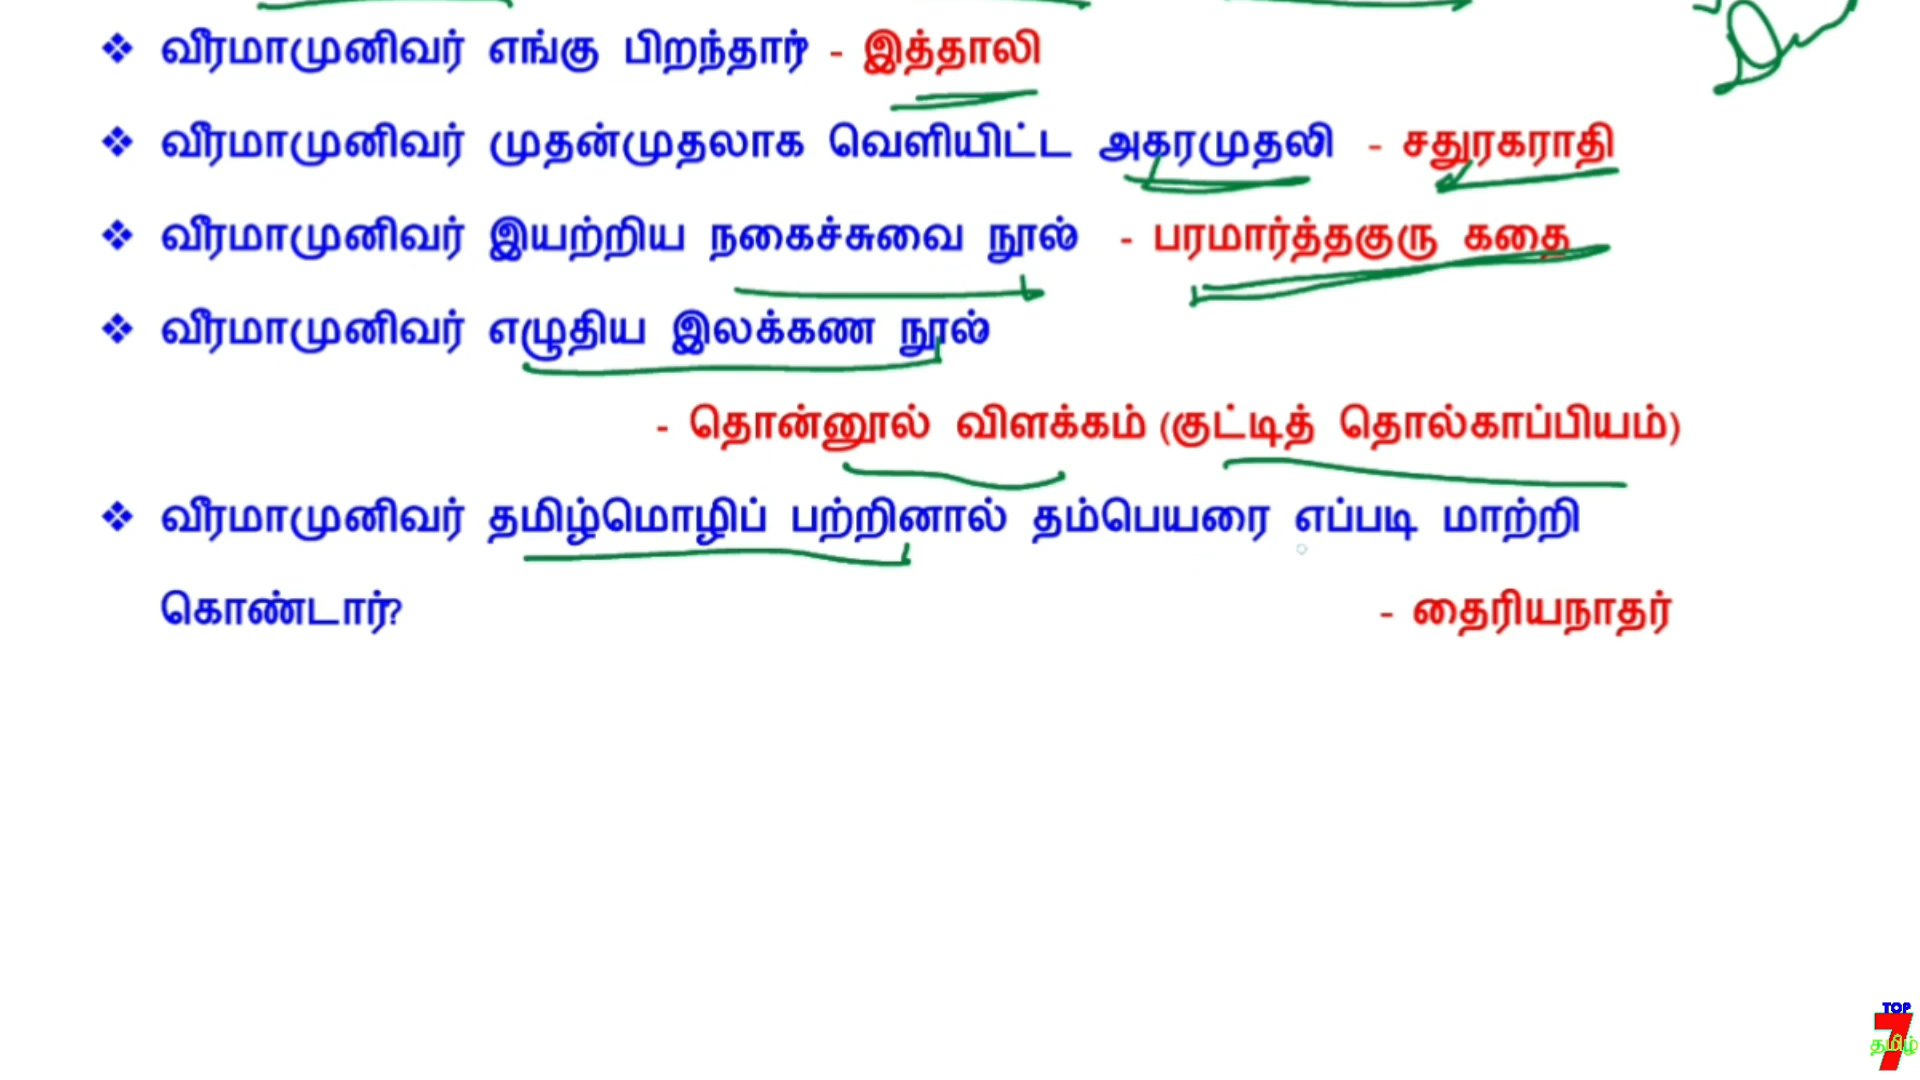 ❖ வீரமாமுனிவர் எங்கு பிறந்தார்? - இத்தாலி
❖ வீரமாமுனிவர் முதன்முதலாக வெளியிட்ட அகரமுதலி - சதுரகராதி
❖ வீரமாமுனிவர் இயற்றிய நகைச்சுவை நூல் - பரமார்த்தகுரு கதை
❖ வீரமாமுனிவர் எழுதிய இலக்கண நூல்
- தொன்னூல் விளக்கம் (குட்டித் தொல்காப்பியம்)
❖ வீரமாமுனிவர் தமிழ்மொழிப் பற்றினால் தம்பெயரை எப்படி மாற்றி
கொண்டார்? - தைரியநாதர்
TOP
7
தமிழ்